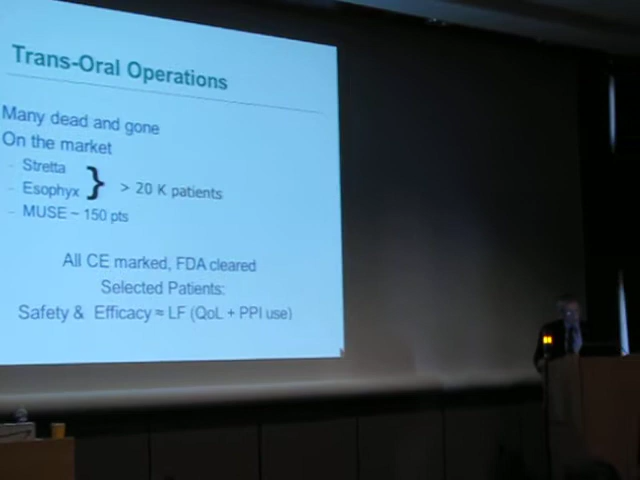 Trans-Oral Operations
Many dead and gone
On the market
- Stretta
- Esophyx } > 20 K patients
- MUSE ~ 150 pts
All CE marked, FDA cleared
Selected Patients:
Safety & Efficacy ≈ LF (QoL + PPI use)